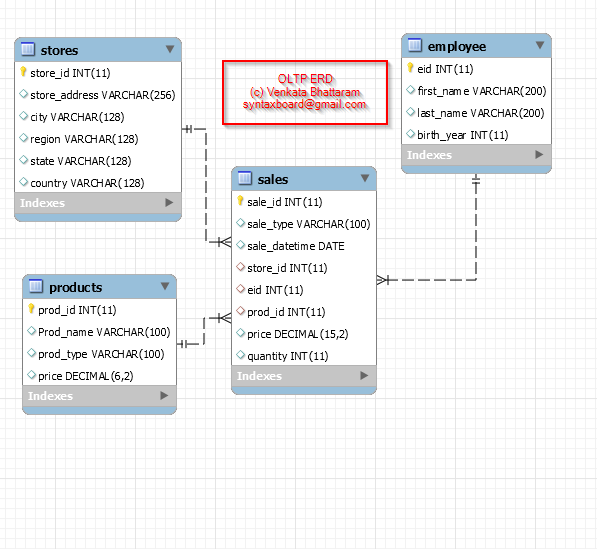 stores
store_id INT(11)
store_address VARCHAR(256)
city VARCHAR(128)
region VARCHAR(128)
state VARCHAR(128)
country VARCHAR(128)
Indexes
OLTP ERD
(c) Venkata Bhattaram
syntaxboard@gmail.com
employee
eid INT(11)
first_name VARCHAR(200)
last_name VARCHAR(200)
birth_year INT(11)
Indexes
sales
sale_id INT(11)
sale_type VARCHAR(100)
sale_datetime DATE
store_id INT(11)
eid INT(11)
prod_id INT(11)
price DECIMAL(15,2)
quantity INT(11)
Indexes
products
prod_id INT(11)
Prod_name VARCHAR(100)
prod_type VARCHAR(100)
price DECIMAL(6,2)
Indexes